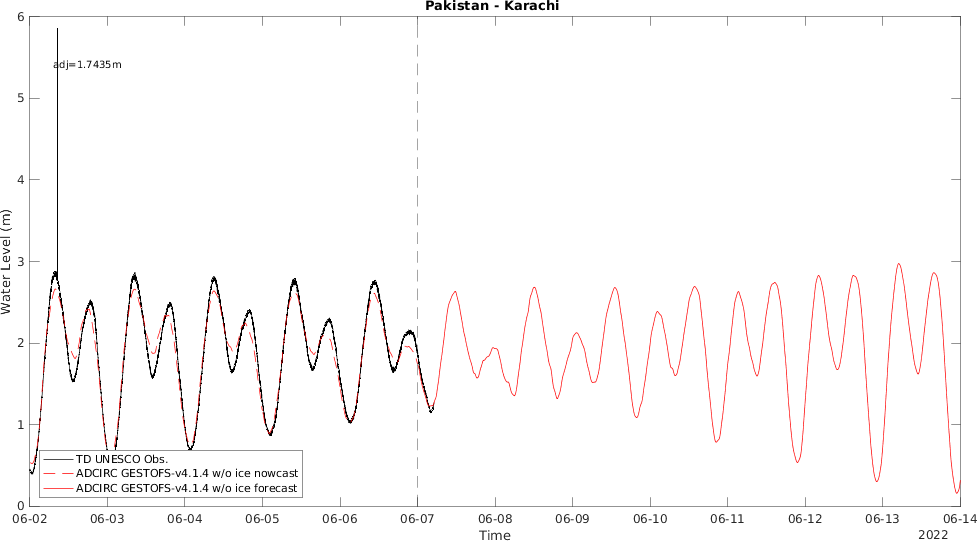 Pakistan - Karachi
6
adj=1.7435m
5
4
3
2
1
0
Water Level (m)
TD UNESCO Obs.
ADCIRC GESTOFS-v4.1.4 w/o ice nowcast
ADCIRC GESTOFS-v4.1.4 w/o ice forecast
06-02 06-03 06-04 06-05 06-06 06-07 06-08 06-09 06-10 06-11 06-12 06-13 06-14
Time
2022